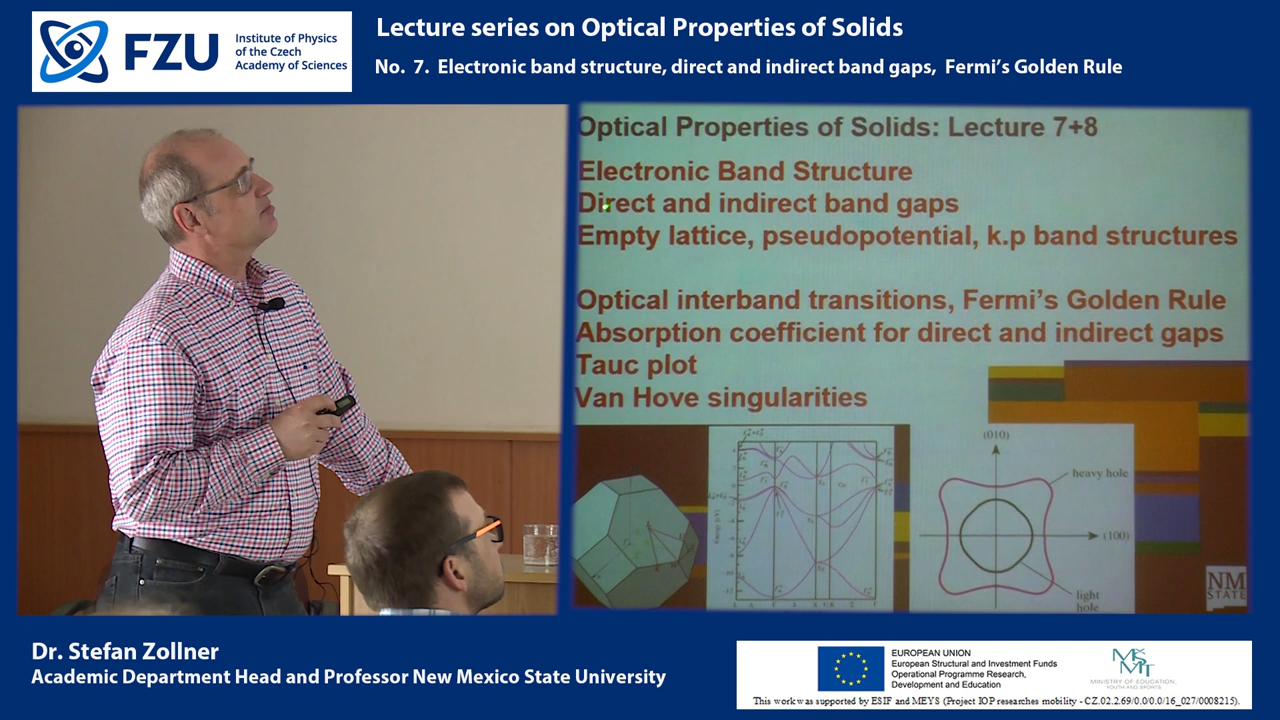 FZU
Institute of Physics
of the Czech
Academy of Sciences
Lecture series on Optical Properties of Solids
No. 7. Electronic band structure, direct and indirect band gaps, Fermi's Golden Rule
Optical Properties of Solids: Lecture 7+8
Electronic Band Structure
Direct and indirect band gaps
Empty lattice, pseudopotential, k.p band structures
Optical interband transitions, Fermi's Golden Rule
Absorption coefficient for direct and indirect gaps
Tauc plot
Van Hove singularities
(010)
heavy hole
(100)
light
hole
NM
STATE
Dr. Stefan Zollner
Academic Department Head and Professor New Mexico State University
EUROPEAN UNION
European Structural and Investment Funds
Operational Programme Research,
Development and Education
MINISTRY OF EDUCATION,
YOUTH AND SPORTS
This work was supported by ESIF and MEYS (Project IOP researches mobility - CZ.02.2.69/0.0/0.0/16_027/0008215).